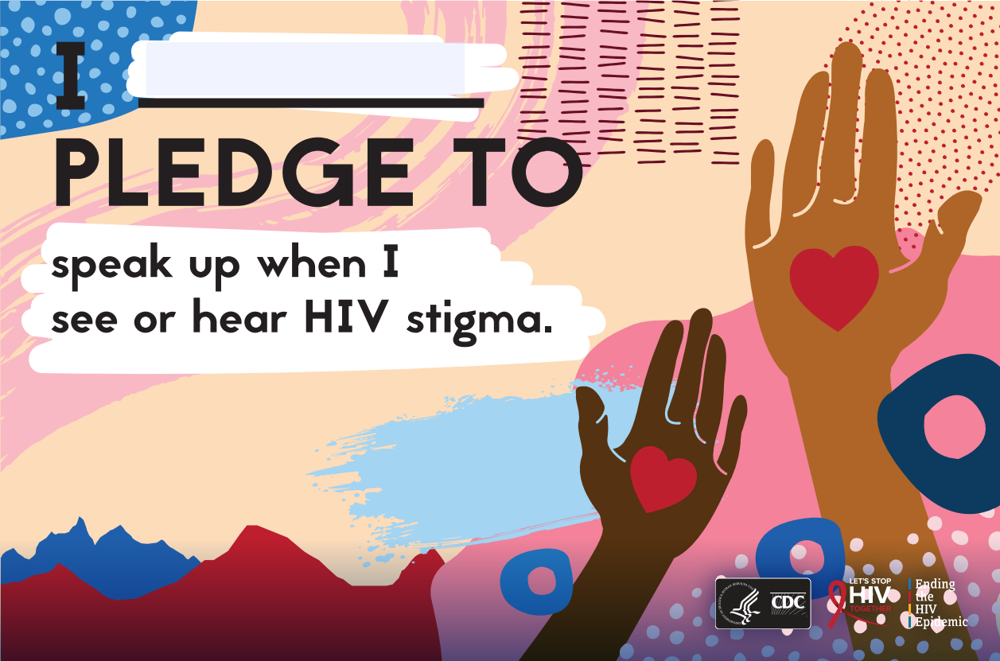 I
PLEDGE TO
speak up when I
see or hear HIV stigma.
CDC
LET'S STOP
HIV
TOGETHER
Ending
the
HIV
Epidemic